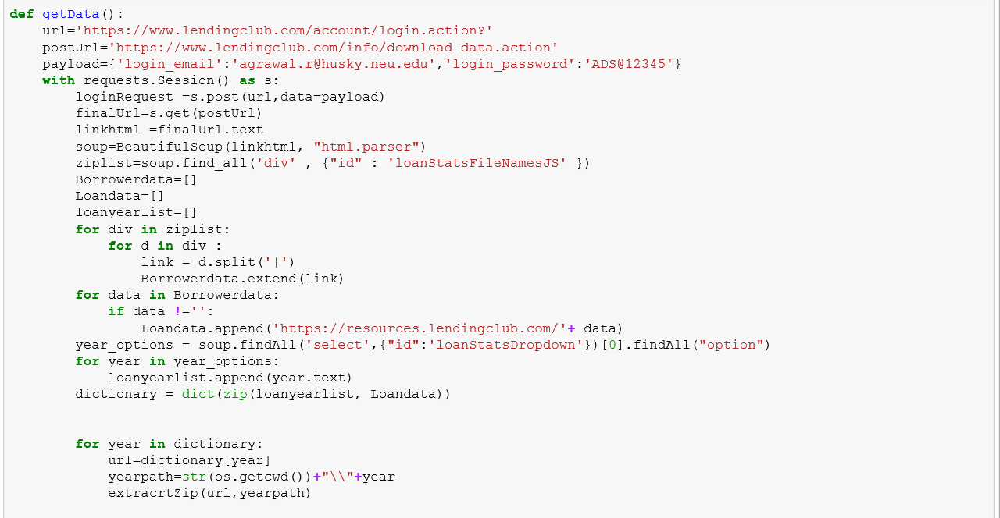 def getData():
    url='https://www.lendingclub.com/account/login.action?'
    postUrl='https://www.lendingclub.com/info/download-data.action'
    payload={'login_email':'agrawal.r@husky.neu.edu','login_password':'ADS@12345'}
    with requests.Session() as s:
        loginRequest =s.post(url,data=payload)
        finalUrl=s.get(postUrl)
        linkhtml =finalUrl.text
        soup=BeautifulSoup(linkhtml, "html.parser")
        ziplist=soup.find_all('div' , {"id" : 'loanStatsFileNamesJS' })
        Borrowerdata=[]
        Loandata=[]
        loanyearlist=[]
        for div in ziplist:
            for d in div :
                link = d.split('|')
                Borrowerdata.extend(link)
        for data in Borrowerdata:
            if data !='':
                Loandata.append('https://resources.lendingclub.com/'+ data)
        year_options = soup.findAll('select',{"id":'loanStatsDropdown'})[0].findAll("option")
        for year in year_options:
            loanyearlist.append(year.text)
        dictionary = dict(zip(loanyearlist, Loandata))
        for year in dictionary:
            url=dictionary[year]
            yearpath=str(os.getcwd())+"\\"+year
            extracrtZip(url,yearpath)